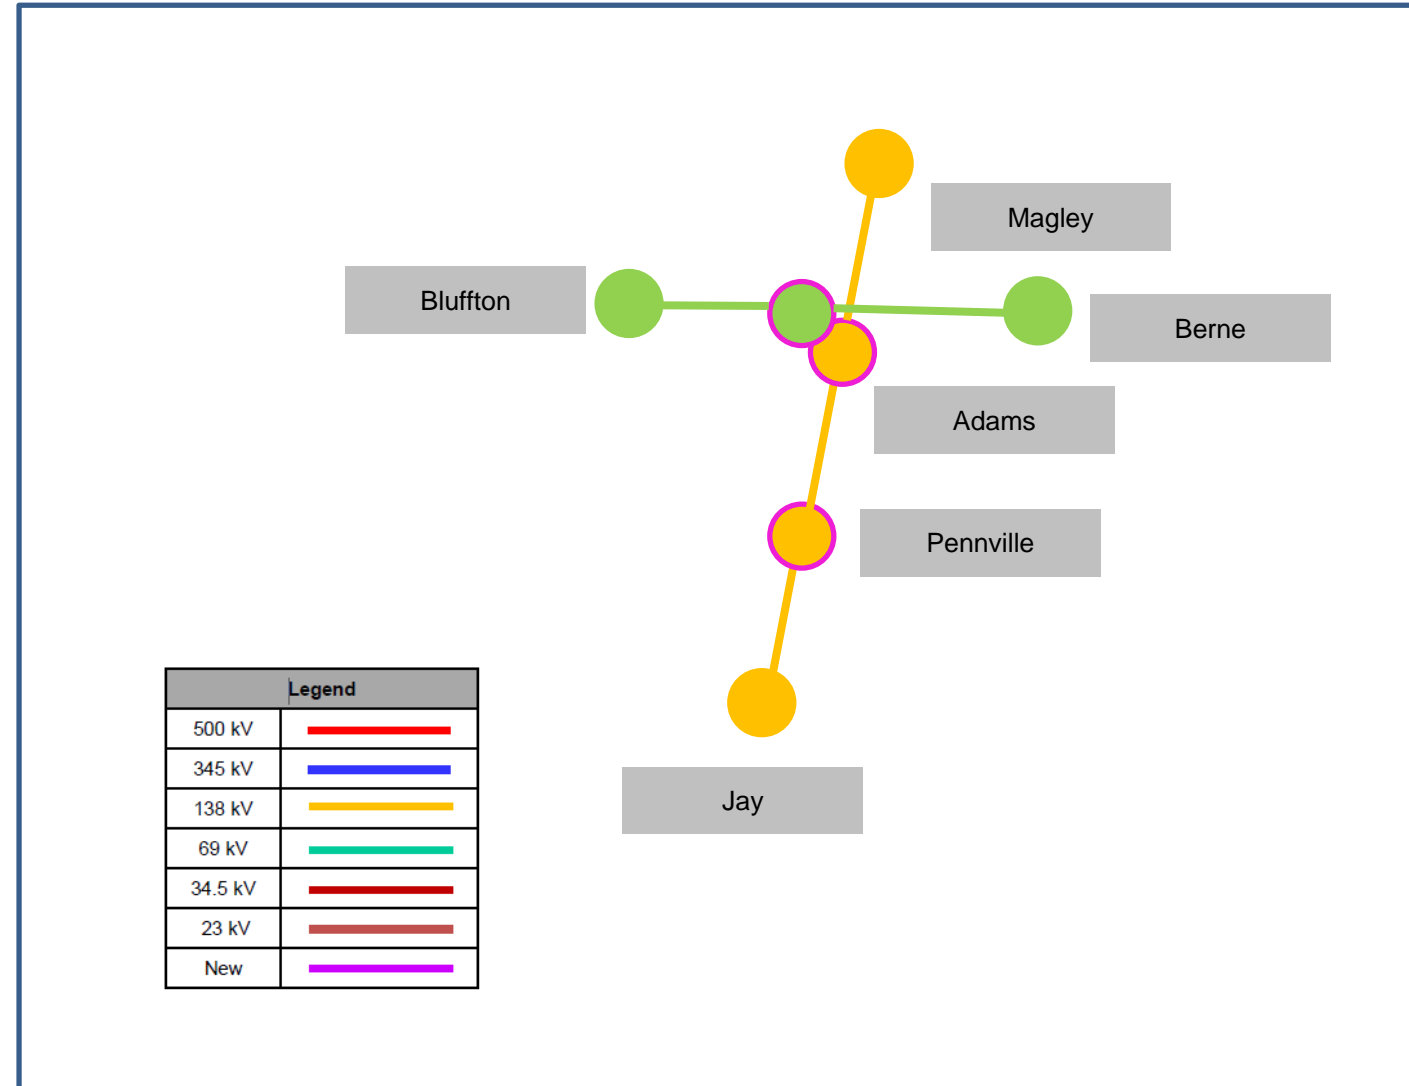 Magley
Bluffton
Berne
Adams
Pennville
Jay
Legend
500 kV
345 kV
138 kV
69 kV
34.5 kV
23 kV
New